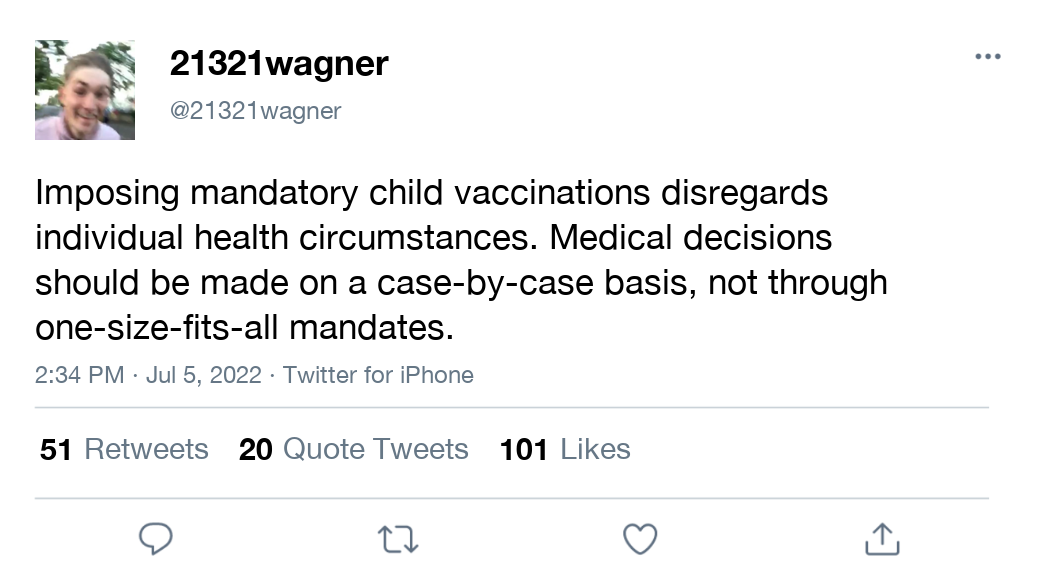 21321wagner
@21321wagner
Imposing mandatory child vaccinations disregards
individual health circumstances. Medical decisions
should be made on a case-by-case basis, not through
one-size-fits-all mandates.
2:34 PM · Jul 5, 2022 · Twitter for iPhone
51 Retweets 20 Quote Tweets 101 Likes